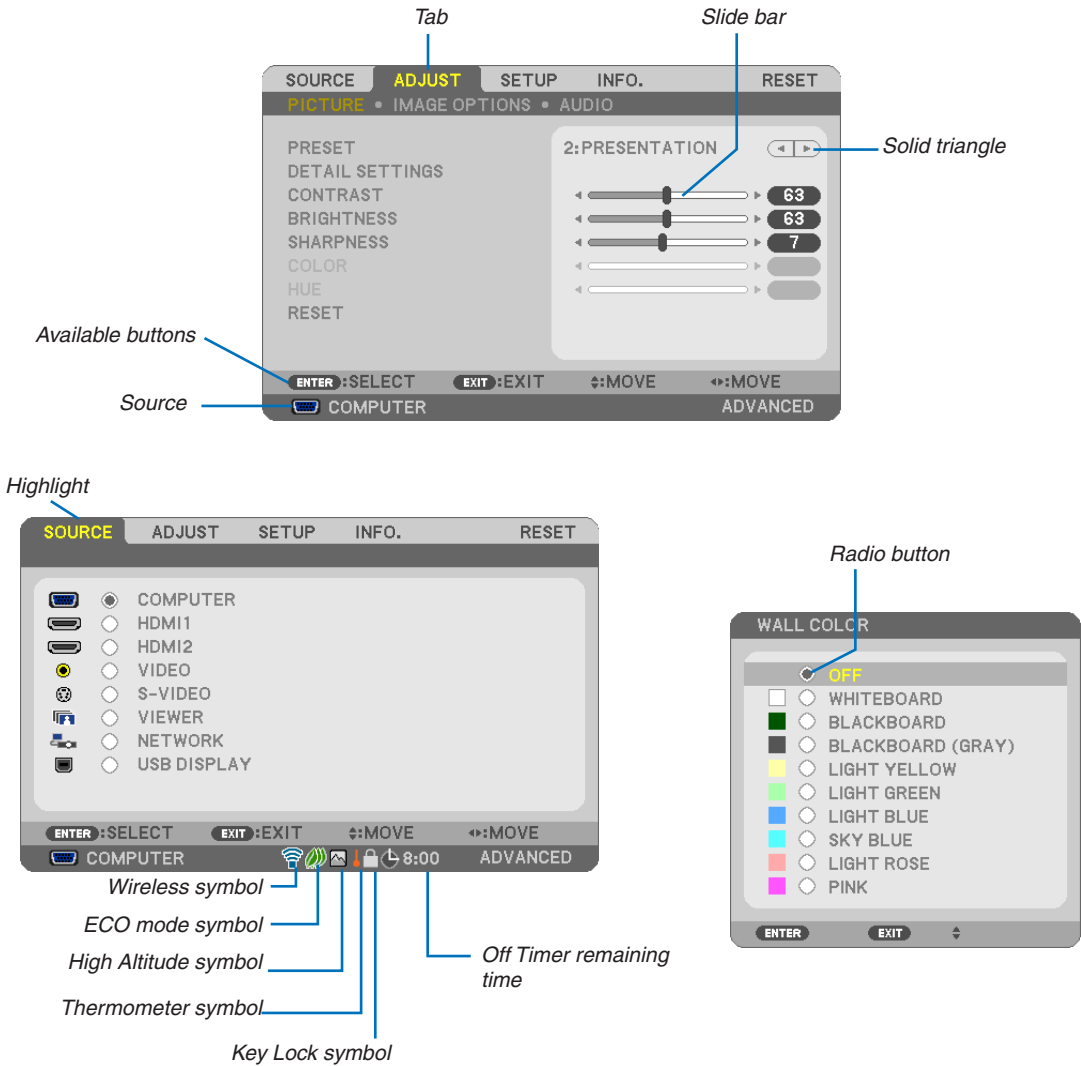 Tab
Slide bar
SOURCE ADJUST SETUP INFO. RESET
PICTURE • IMAGE OPTIONS • AUDIO
PRESET 2:PRESENTATION
Solid triangle
DETAIL SETTINGS
CONTRAST 63
BRIGHTNESS 63
SHARPNESS 7
COLOR
HUE
RESET
Available buttons
ENTER:SELECT EXIT:EXIT :MOVE :MOVE
Source
COMPUTER ADVANCED
Highlight
SOURCE ADJUST SETUP INFO. RESET
COMPUTER
HDMI1
HDMI2
VIDEO
S-VIDEO
VIEWER
NETWORK
USB DISPLAY
ENTER:SELECT EXIT:EXIT :MOVE :MOVE
COMPUTER 8:00 ADVANCED
Wireless symbol
ECO mode symbol
High Altitude symbol
Thermometer symbol
Key Lock symbol
Off Timer remaining
time
Radio button
WALL COLOR
OFF
WHITEBOARD
BLACKBOARD
BLACKBOARD (GRAY)
LIGHT YELLOW
LIGHT GREEN
LIGHT BLUE
SKY BLUE
LIGHT ROSE
PINK
ENTER EXIT